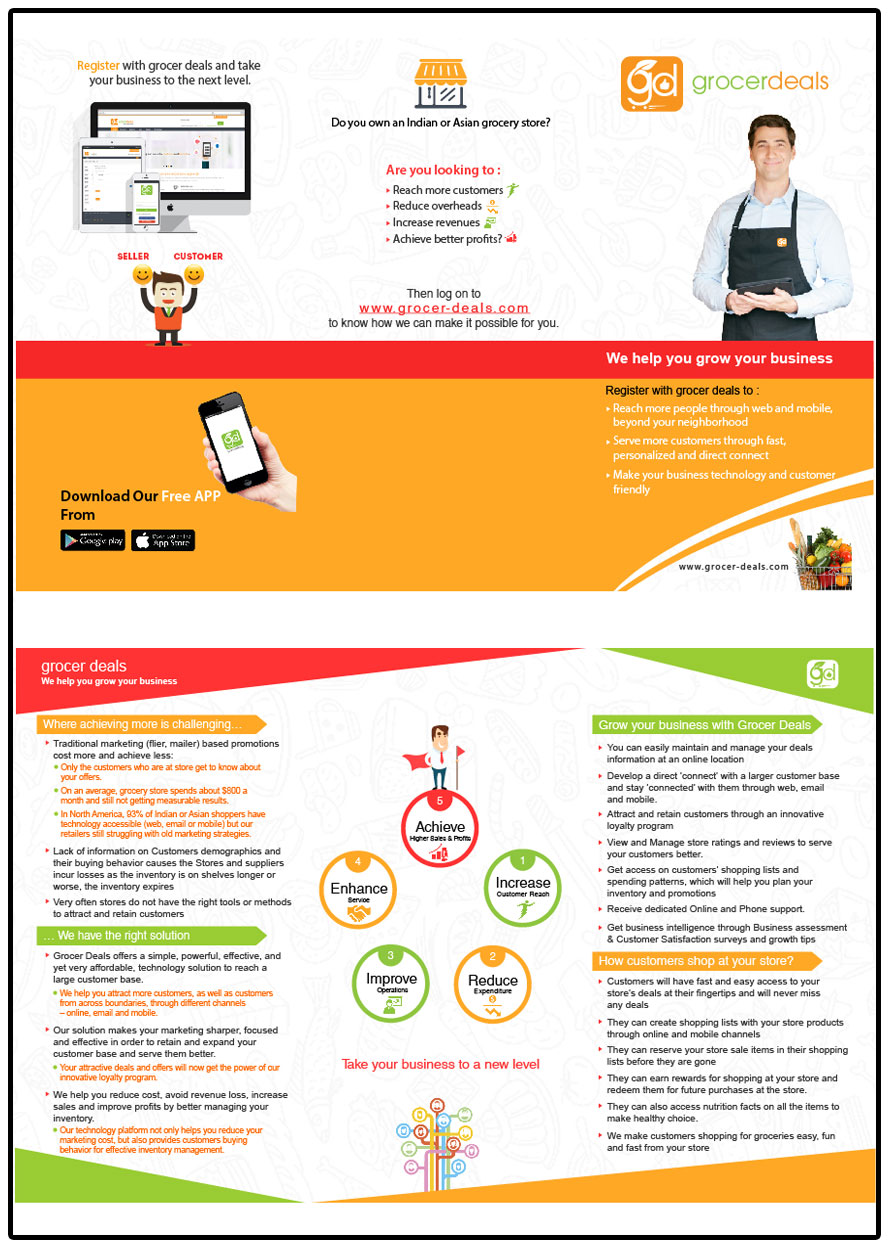 Register with grocer deals and take
your business to the next level.
SELLER CUSTOMER
Do you own an Indian or Asian grocery store?
Are you looking to :
Reach more customers
Reduce overheads
Increase revenues
Achieve better profits?
Then log on to
www.grocer-deals.com
to know how we can make it possible for you.
gd grocerdeals
We help you grow your business
Register with grocer deals to :
Reach more people through web and mobile,
beyond your neighborhood
Serve more customers through fast,
personalized and direct connect
Make your business technology and customer
friendly
www.grocer-deals.com
Download Our Free APP
From
Google play
App Store
grocer deals
We help you grow your business
gd
Where achieving more is challenging...
Traditional marketing (flier, mailer) based promotions
cost more and achieve less:
Only the customers who are at store get to know about
your offers.
On an average, grocery store spends about $800 a
month and still not getting measurable results.
In North America, 93% of Indian or Asian shoppers have
technology accessible (web, email or mobile) but our
retailers still struggling with old marketing strategies.
Lack of information on Customers demographics and
their buying behavior causes the Stores and suppliers
incur losses as the inventory is on shelves longer or
worse, the inventory expires
Very often stores do not have the right tools or methods
to attract and retain customers
... We have the right solution
Grocer Deals offers a simple, powerful, effective, and
yet very affordable, technology solution to reach a
large customer base.
We help you attract more customers, as well as customers
from across boundaries, through different channels
– online, email and mobile.
Our solution makes your marketing sharper, focused
and effective in order to retain and expand your
customer base and serve them better.
Your attractive deals and offers will now get the power of our
innovative loyalty program.
We help you reduce cost, avoid revenue loss, increase
sales and improve profits by better managing your
inventory.
Our technology platform not only helps you reduce your
marketing cost, but also provides customers buying
behavior for effective inventory management.
5
Achieve
Higher Sales & Profits
4
Enhance
Service
1
Increase
Customer Reach
3
Improve
Operations
2
Reduce
Expenditure
Take your business to a new level
Grow your business with Grocer Deals
You can easily maintain and manage your deals
information at an online location
Develop a direct 'connect' with a larger customer base
and stay 'connected' with them through web, email
and mobile.
Attract and retain customers through an innovative
loyalty program
View and Manage store ratings and reviews to serve
your customers better.
Get access on customers' shopping lists and
spending patterns, which will help you plan your
inventory and promotions
Receive dedicated Online and Phone support.
Get business intelligence through Business assessment
& Customer Satisfaction surveys and growth tips
How customers shop at your store?
Customers will have fast and easy access to your
store's deals at their fingertips and will never miss
any deals
They can create shopping lists with your store products
through online and mobile channels
They can reserve your store sale items in their shopping
lists before they are gone
They can earn rewards for shopping at your store and
redeem them for future purchases at the store.
They can also access nutrition facts on all the items to
make healthy choice.
We make customers shopping for groceries easy, fun
and fast from your store